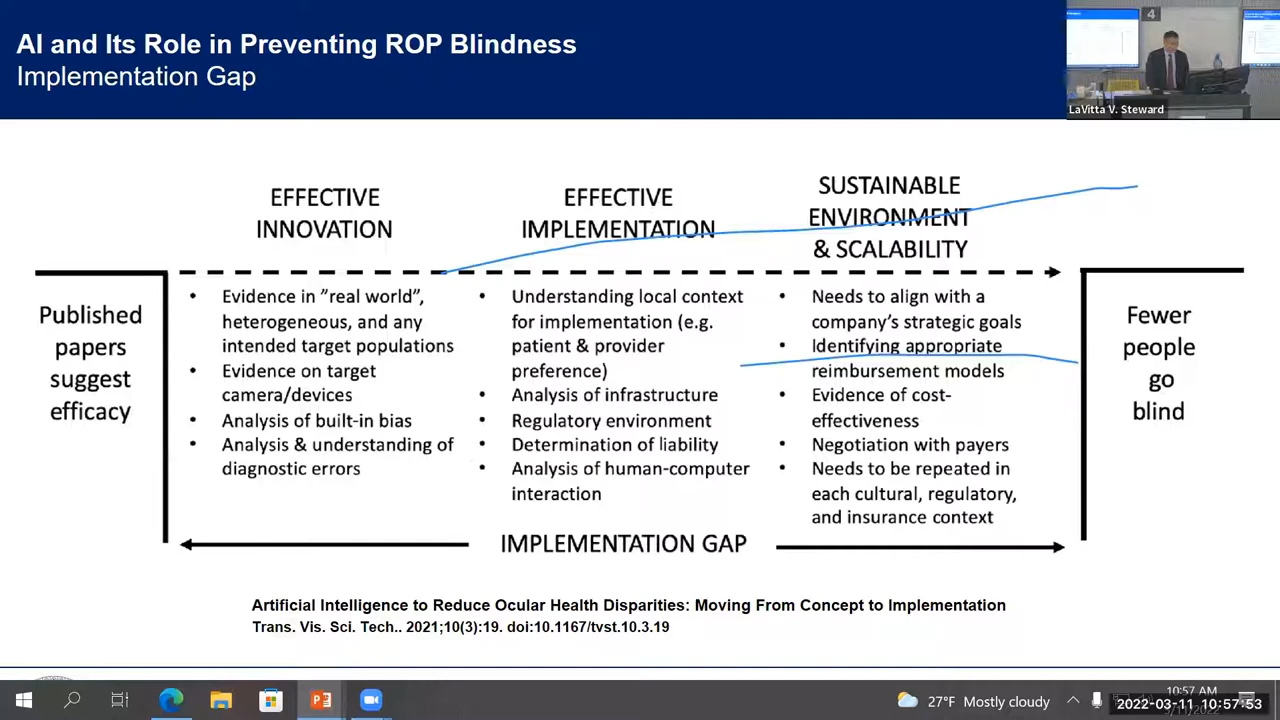 AI and Its Role in Preventing ROP Blindness
Implementation Gap
4
LaVitta V. Steward
EFFECTIVE
INNOVATION
EFFECTIVE
IMPLEMENTATION
SUSTAINABLE
ENVIRONMENT
& SCALABILITY
Published
papers
suggest
efficacy
• Evidence in ”real world”,
heterogeneous, and any
intended target populations
• Evidence on target
camera/devices
• Analysis of built-in bias
• Analysis & understanding of
diagnostic errors
• Understanding local context
for implementation (e.g.
patient & provider
preference)
• Analysis of infrastructure
• Regulatory environment
• Determination of liability
• Analysis of human-computer
interaction
• Needs to align with a
company’s strategic goals
• Identifying appropriate
reimbursement models
• Evidence of cost-
effectiveness
• Negotiation with payers
• Needs to be repeated in
each cultural, regulatory,
and insurance context
Fewer
people
go
blind
IMPLEMENTATION GAP
Artificial Intelligence to Reduce Ocular Health Disparities: Moving From Concept to Implementation
Trans. Vis. Sci. Tech.. 2021;10(3):19. doi:10.1167/tvst.10.3.19
27°F Mostly cloudy
10:57 AM
2022-03-11 10:57:53